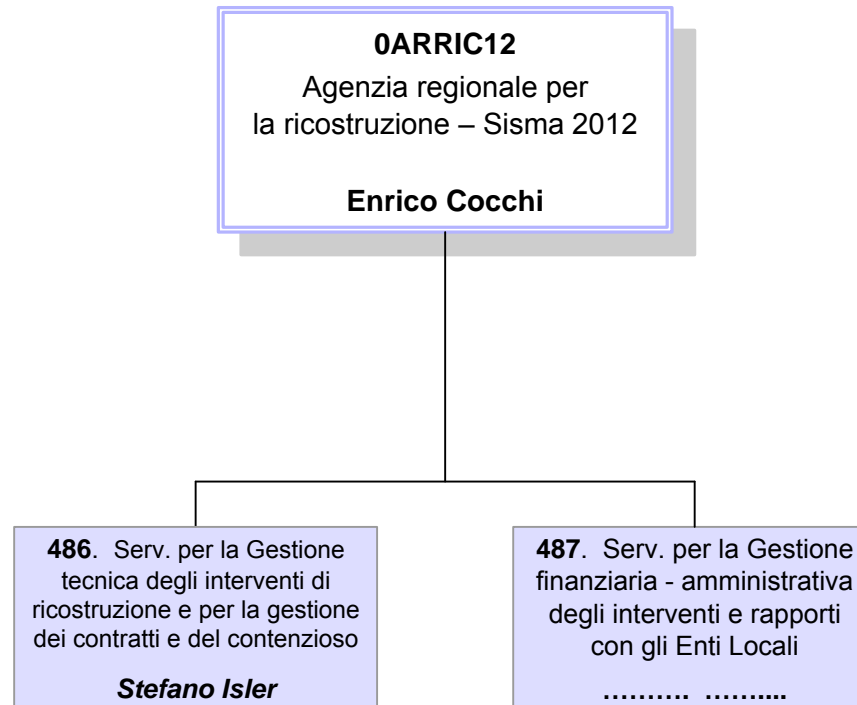 0ARRIC12
Agenzia regionale per
la ricostruzione – Sisma 2012
Enrico Cocchi
486. Serv. per la Gestione
tecnica degli interventi di
ricostruzione e per la gestione
dei contratti e del contenzioso
Stefano Isler
487. Serv. per la Gestione
finanziaria - amministrativa
degli interventi e rapporti
con gli Enti Locali
………. ……....